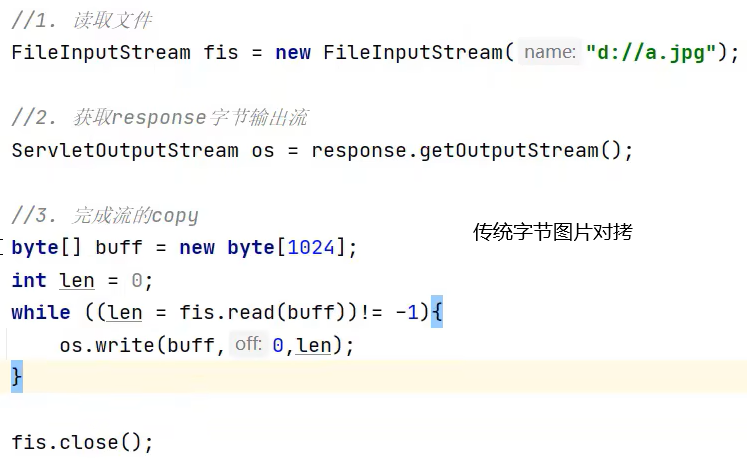 //1. 读取文件
FileInputStream fis = new FileInputStream( name: "d://a.jpg");
//2. 获取response字节输出流
ServletOutputStream os = response.getOutputStream();
//3. 完成流的copy
byte[] buff = new byte[1024];
传统字节图片对拷
int len = 0;
while ((len = fis.read(buff))!= -1){
os.write(buff, off: 0,len);
}
fis.close();